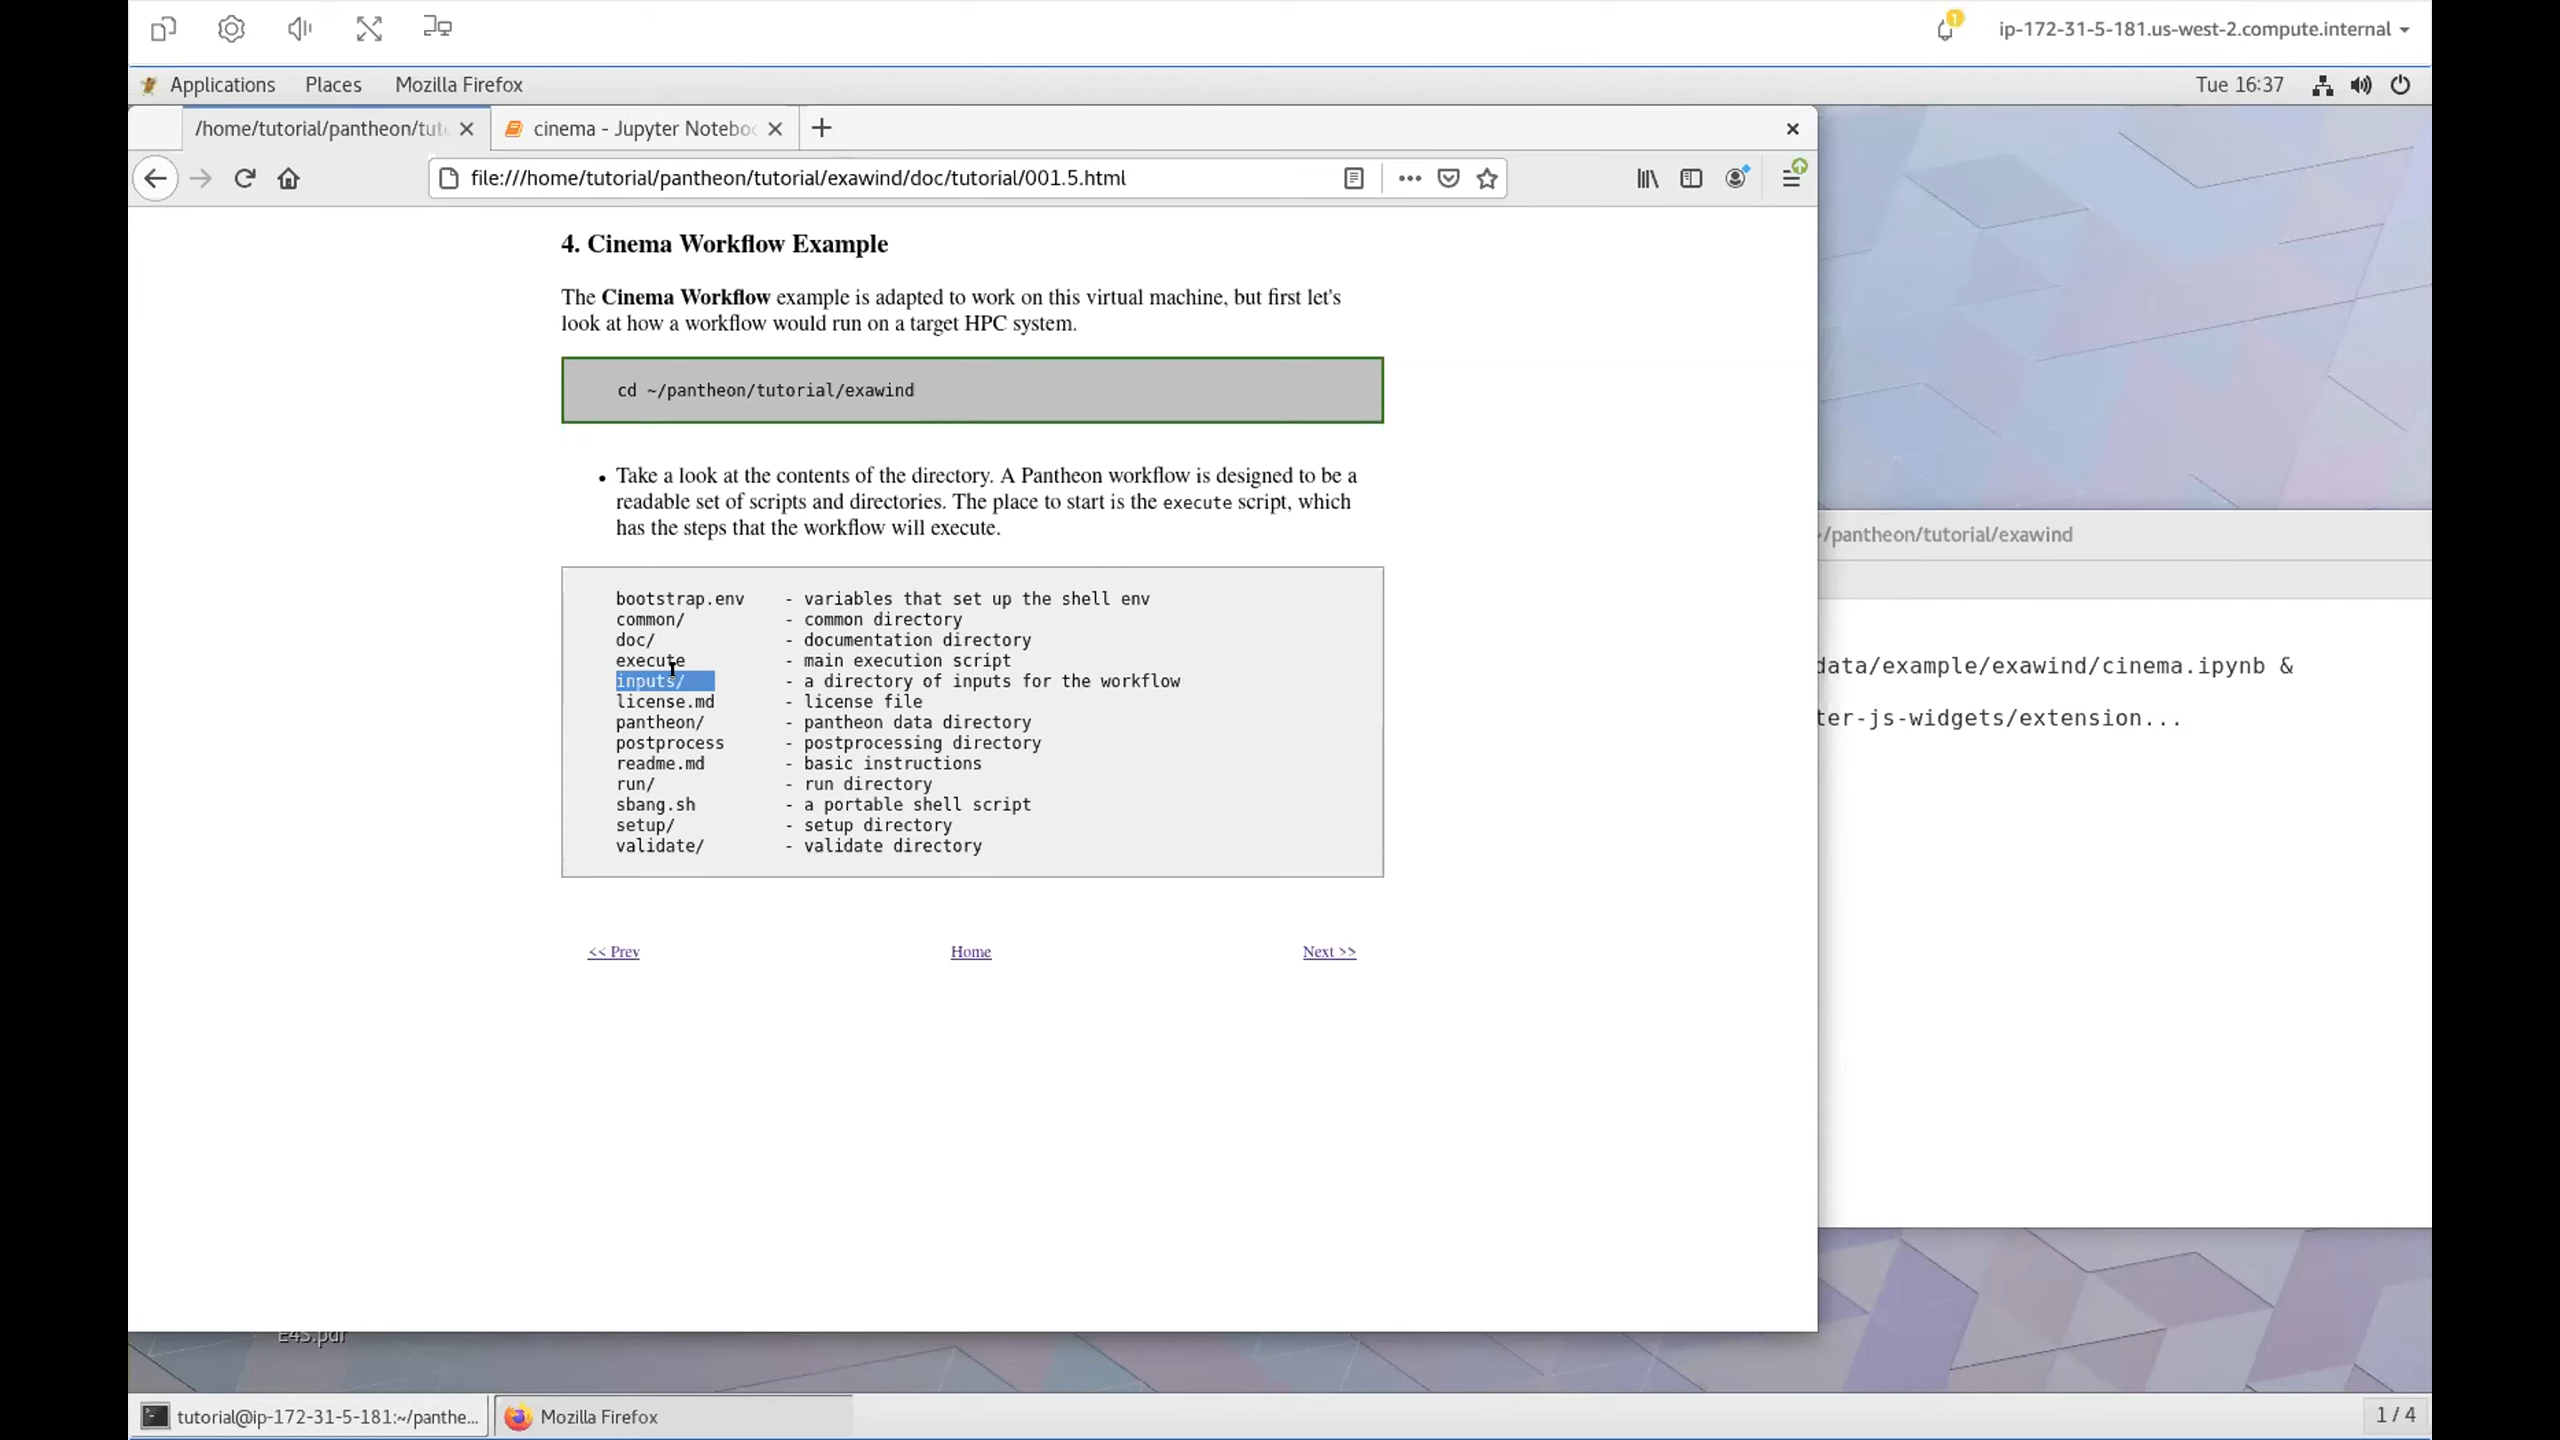 1
ip-172-31-5-181.us-west-2.compute.internal
Applications Places Mozilla Firefox Tue 16:37
/home/tutorial/pantheon/tut
cinema - Jupyter Notebo
file:///home/tutorial/pantheon/tutorial/exawind/doc/tutorial/001.5.html
4. Cinema Workflow Example
The Cinema Workflow example is adapted to work on this virtual machine, but first let's
look at how a workflow would run on a target HPC system.
cd ~/pantheon/tutorial/exawind
• Take a look at the contents of the directory. A Pantheon workflow is designed to be a
readable set of scripts and directories. The place to start is the execute script, which
has the steps that the workflow will execute.
bootstrap.env - variables that set up the shell env
common/ - common directory
doc/ - documentation directory
execute - main execution script
inputs/ - a directory of inputs for the workflow
license.md - license file
pantheon/ - pantheon data directory
postprocess - postprocessing directory
readme.md - basic instructions
run/ - run directory
sbang.sh - a portable shell script
setup/ - setup directory
validate/ - validate directory
<< Prev Home Next >>
/pantheon/tutorial/exawind
data/example/exawind/cinema.ipynb &
ter-js-widgets/extension...
E4S.pdf
tutorial@ip-172-31-5-181:~/panthe...
Mozilla Firefox
1 / 4